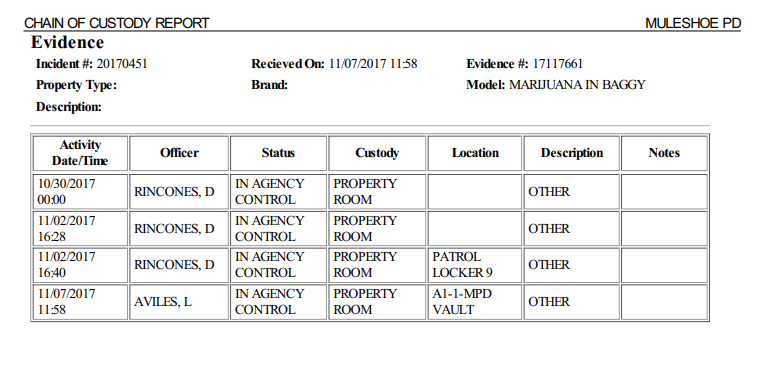 CHAIN OF CUSTODY REPORT MULESHOE PD
Evidence
Incident #: 20170451 Recieved On: 11/07/2017 11:58 Evidence #: 17117661
Property Type: Brand: Model: MARIJUANA IN BAGGY
Description:
Activity Date/Time Officer Status Custody Location Description Notes
10/30/2017 00:00 RINCONES, D IN AGENCY CONTROL PROPERTY ROOM OTHER
11/02/2017 16:28 RINCONES, D IN AGENCY CONTROL PROPERTY ROOM OTHER
11/02/2017 16:40 RINCONES, D IN AGENCY CONTROL PROPERTY ROOM PATROL LOCKER 9 OTHER
11/07/2017 11:58 AVILES, L IN AGENCY CONTROL PROPERTY ROOM A1-1-MPD VAULT OTHER